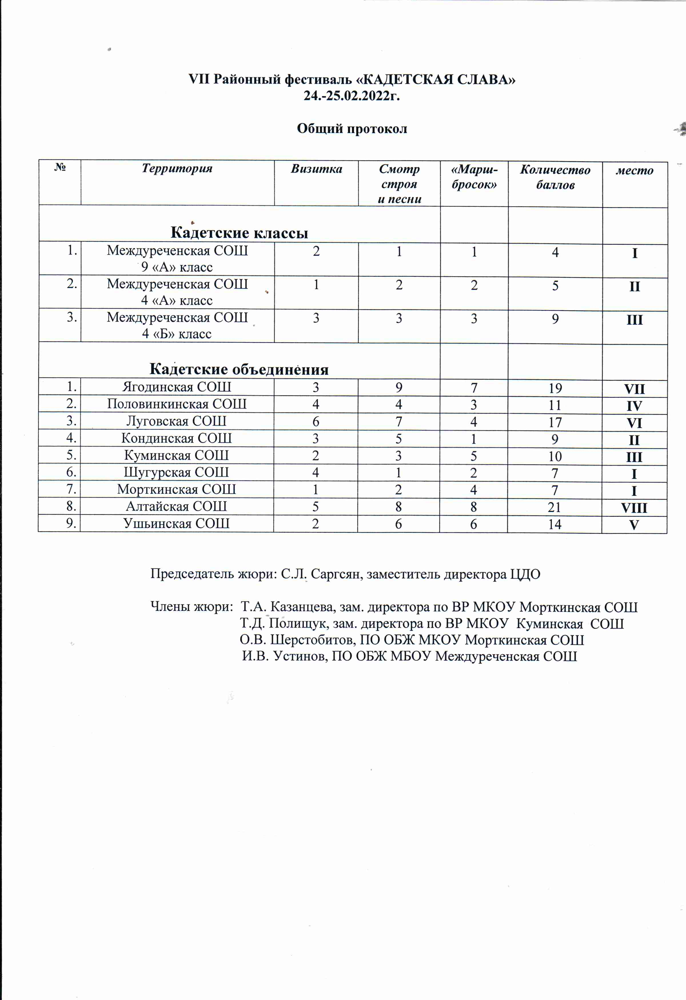 VII Районный фестиваль «КАДЕТСКАЯ СЛАВА»
24.-25.02.2022г.
Общий протокол
№ Территория Визитка Смотр строя и песни «Марш-бросок» Количество баллов место
Кадетские классы
1. Междуреченская СОШ 2 1 1 4 I
9 «А» класс
2. Междуреченская СОШ 1 2 2 5 II
4 «А» класс
3. Междуреченская СОШ 3 3 3 9 III
4 «Б» класс
Кадетские объединения
1. Ягодинская СОШ 3 9 7 19 VII
2. Половинкинская СОШ 4 4 3 11 IV
3. Луговская СОШ 6 7 4 17 VI
4. Кондинская СОШ 3 5 1 9 II
5. Куминская СОШ 2 3 5 10 III
6. Шугурская СОШ 4 1 2 7 I
7. Морткинская СОШ 1 2 4 7 I
8. Алтайская СОШ 5 8 8 21 VIII
9. Ушьинская СОШ 2 6 6 14 V
Председатель жюри: С.Л. Саргсян, заместитель директора ЦДО
Члены жюри: Т.А. Казанцева, зам. директора по ВР МКОУ Морткинская СОШ
Т.Д. Полищук, зам. директора по ВР МКОУ Куминская СОШ
О.В. Шерстобитов, ПО ОБЖ МКОУ Морткинская СОШ
И.В. Устинов, ПО ОБЖ МБОУ Междуреченская СОШ